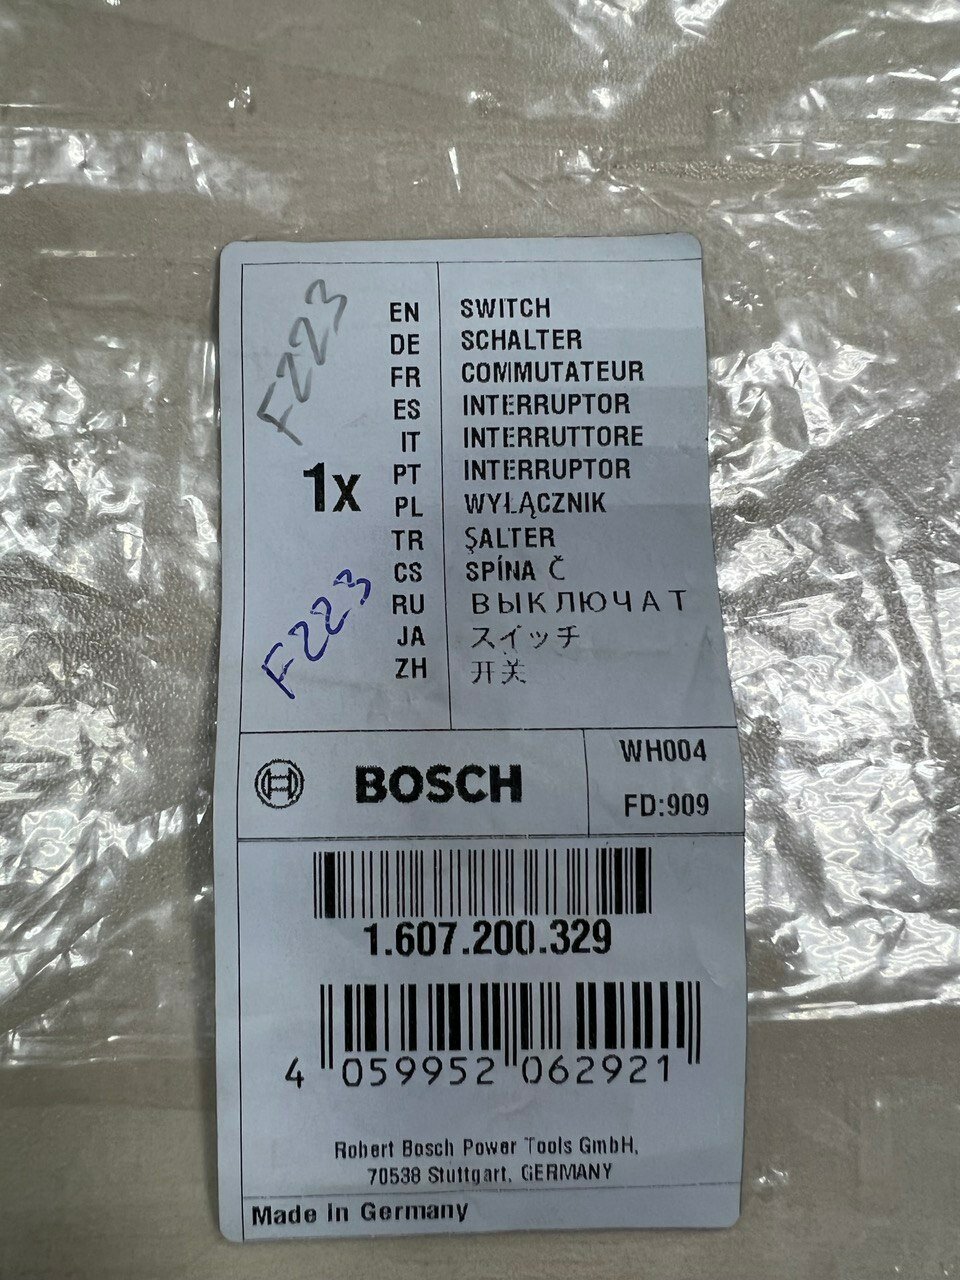 F223
EN SWITCH
DE SCHALTER
FR COMMUTATEUR
ES INTERRUPTOR
IT INTERRUTTORE
1x
PT INTERRUPTOR
PL WYŁĄCZNIK
TR ŞALTER
CS SPÍNA Č
RU ВЫКЛЮЧАТ
JA スイッチ
ZH 开关
F223
BOSCH
WH004
FD:909
1.607.200.329
4 059952 062921
Robert Bosch Power Tools GmbH,
70538 Stuttgart, GERMANY
Made in Germany